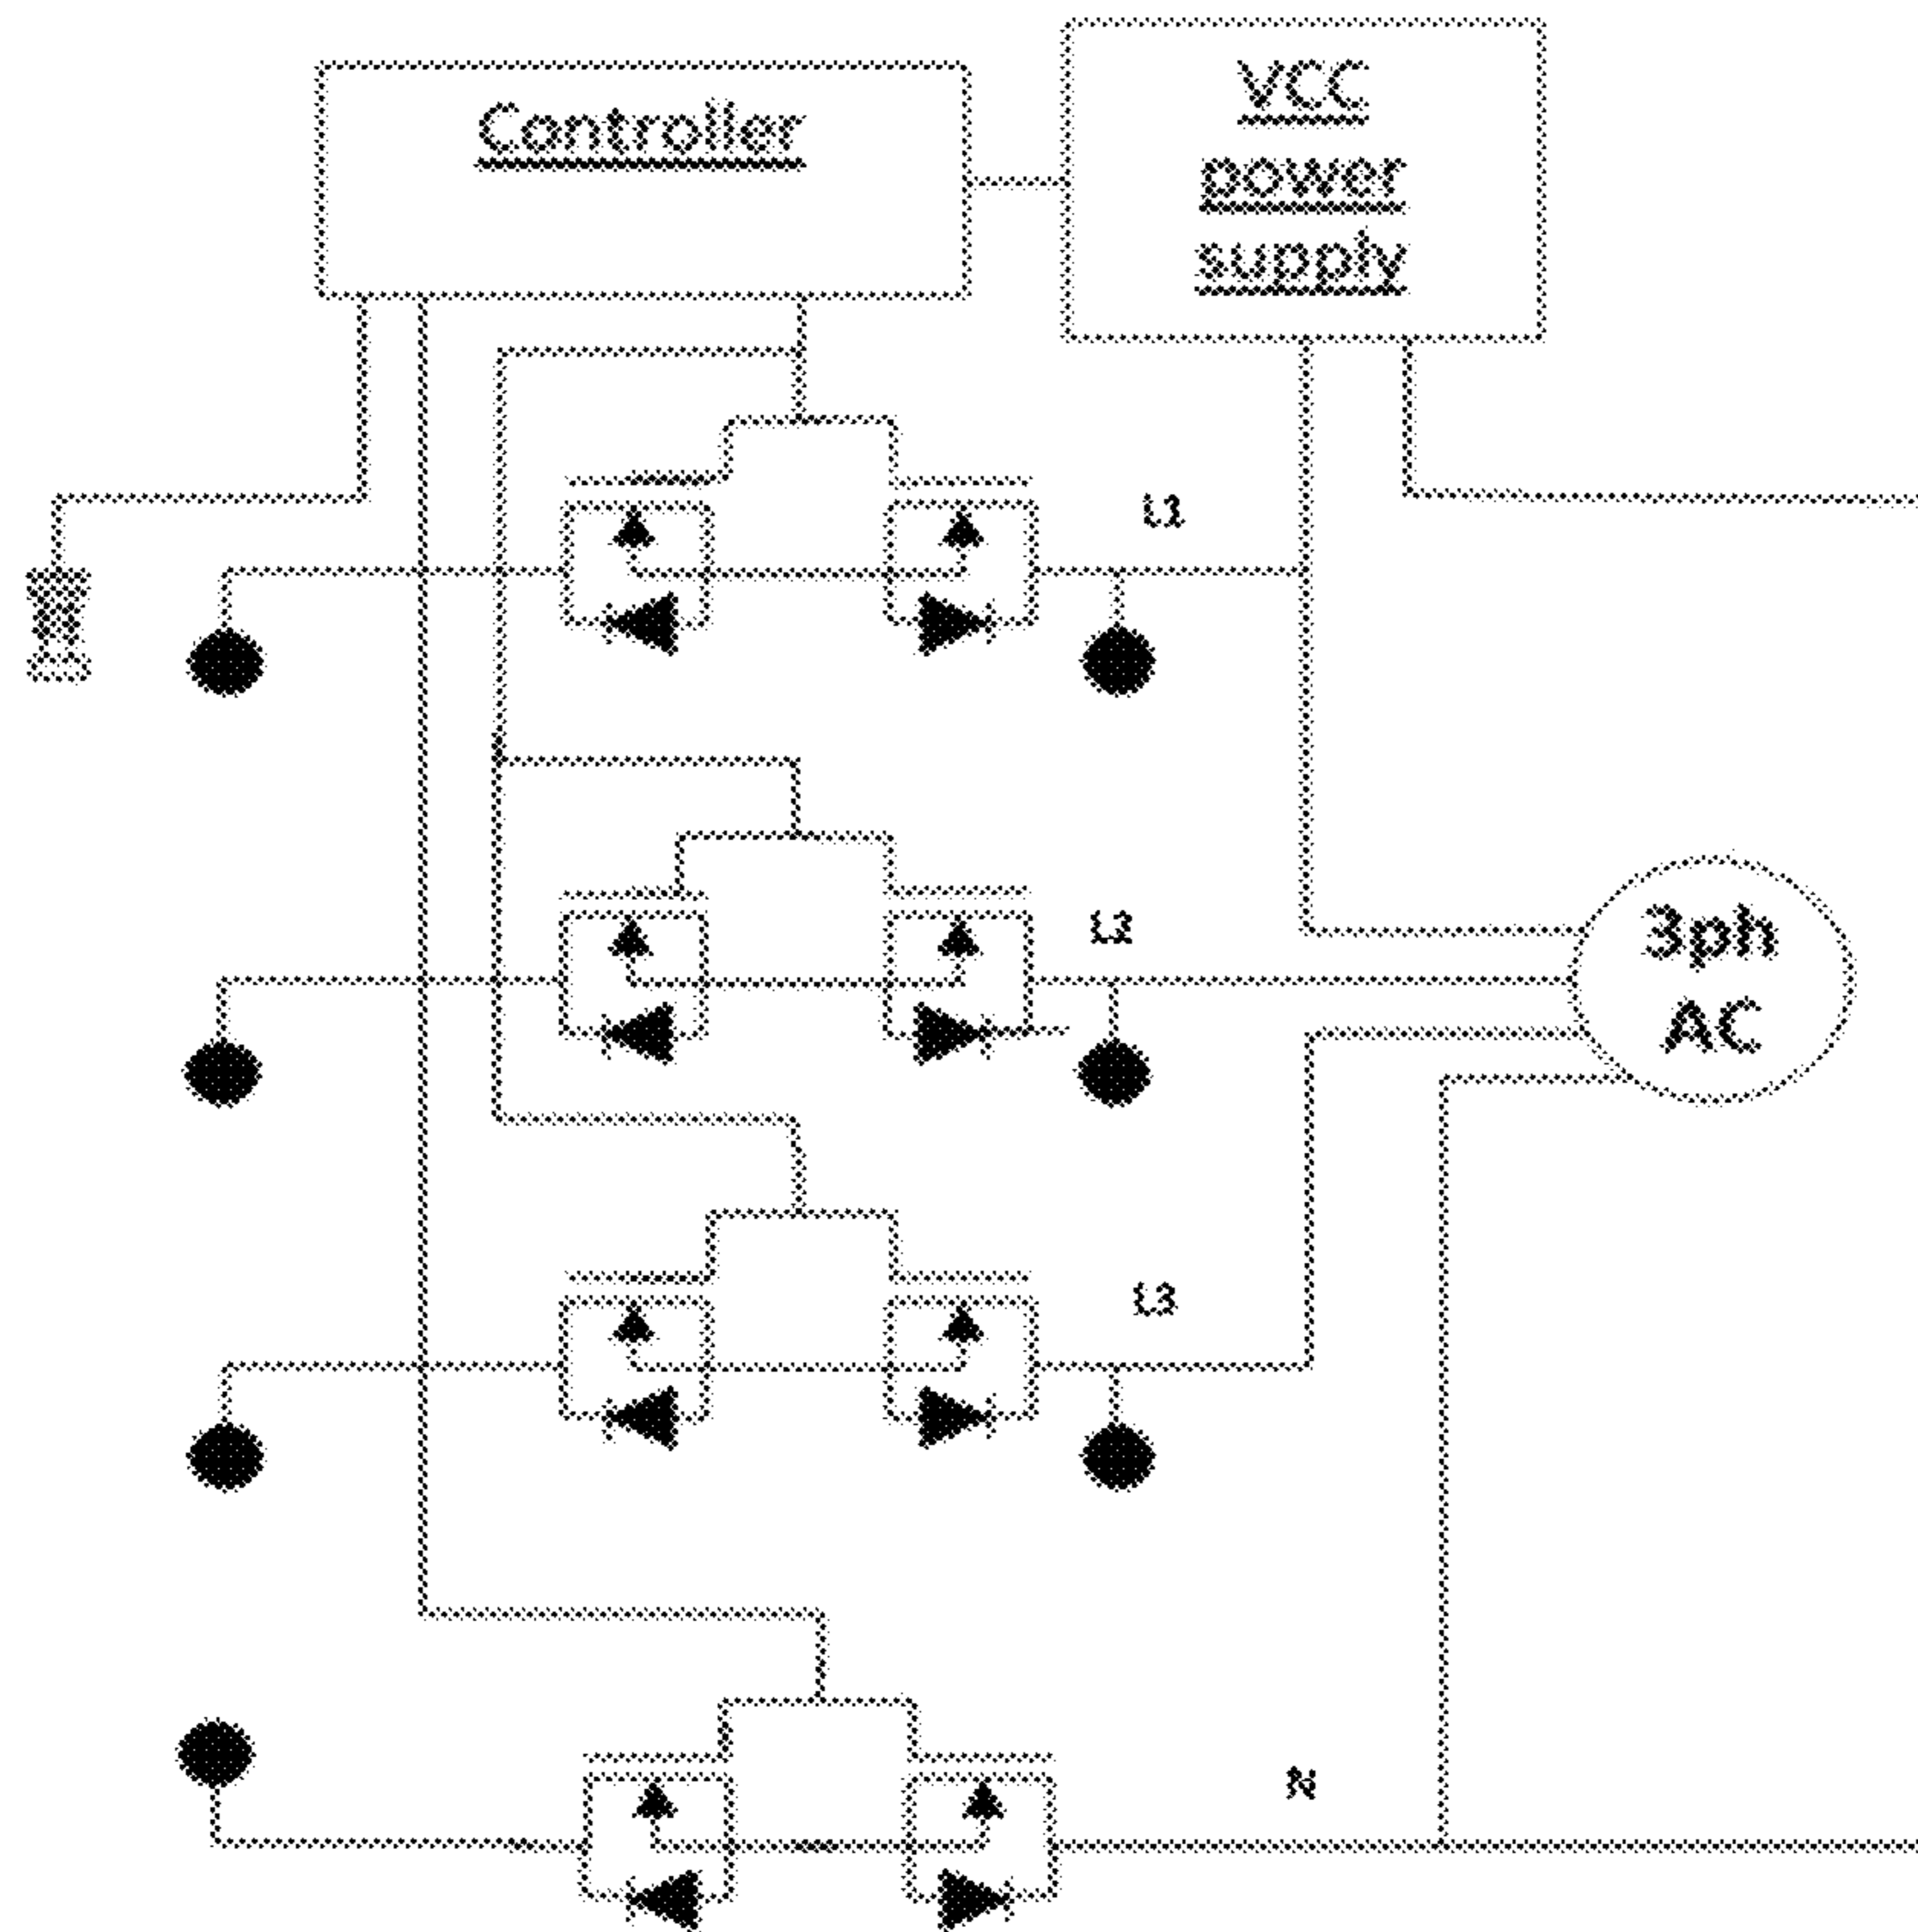 Controller
VCC
power
supply
L1
L2
3ph
AC
L3
N